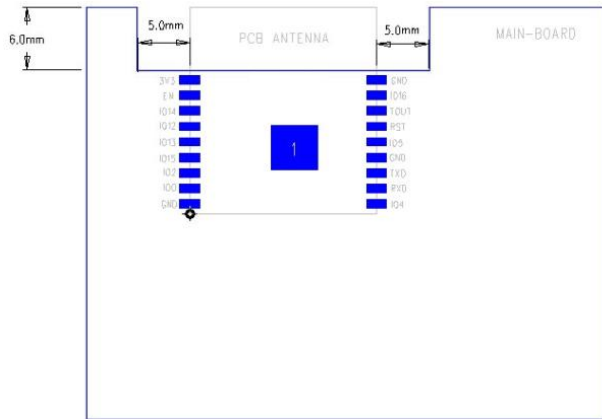 5.0mm
5.0mm
6.0mm
PCB ANTENNA
MAIN-BOARD
3V3
EN
IO14
IO12
IO13
IO15
IO2
IO0
GND
1
GND
IO16
TOUT
RST
IO5
GND
TXD
RXD
IO4